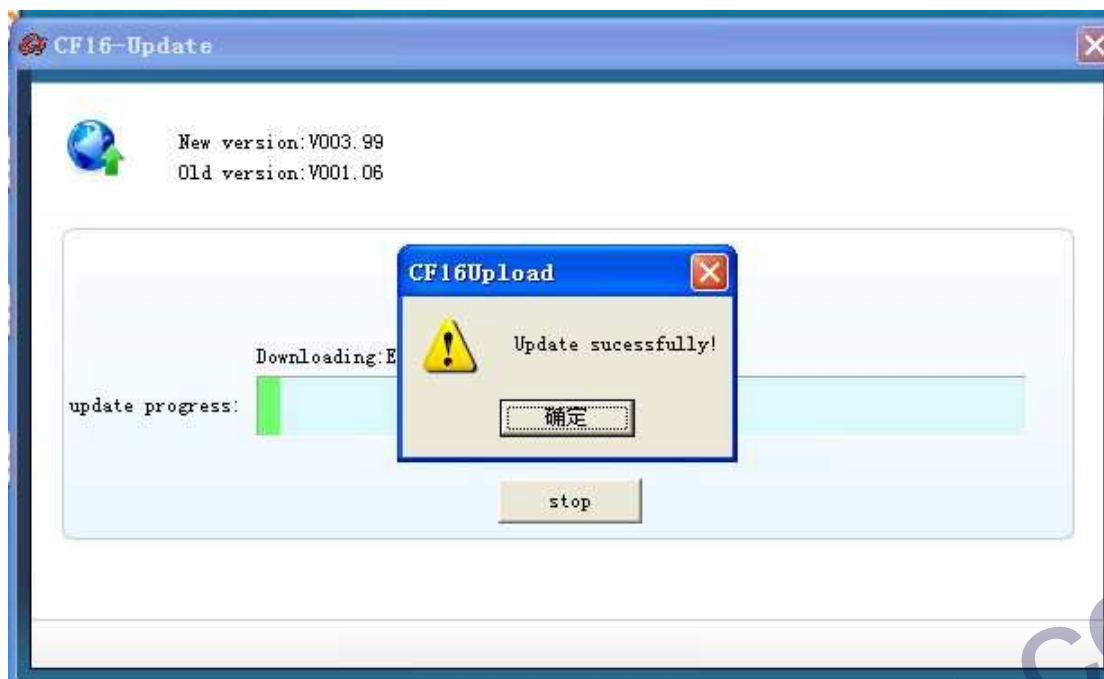 CF16-Update
New version:V003.99
Old version:V001.06
CF16Upload
Update sucessfully!
Downloading:E
update progress:
确定
stop